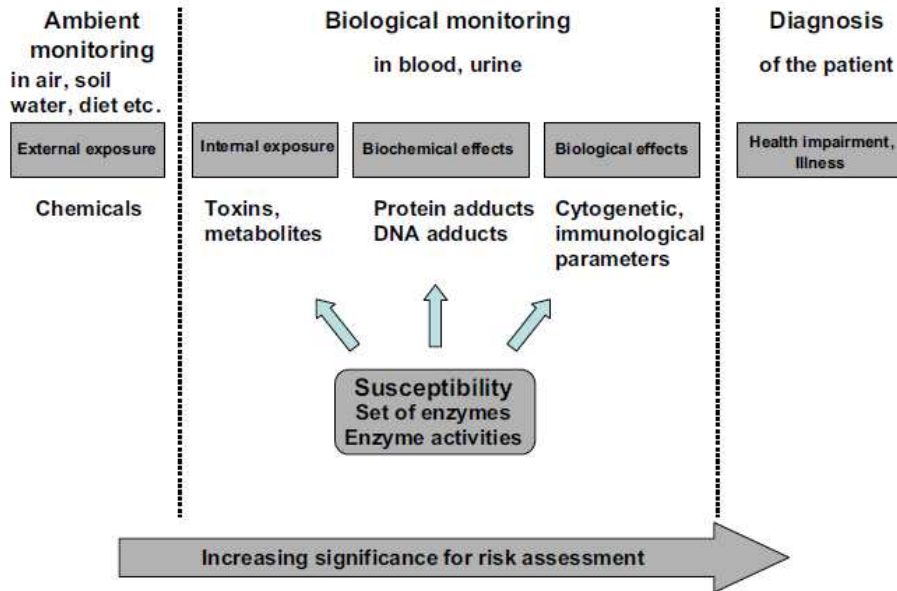 Ambient
monitoring
in air, soil
water, diet etc.
External exposure
Chemicals
Biological monitoring
in blood, urine
Internal exposure
Toxins,
metabolites
Biochemical effects
Protein adducts
DNA adducts
Biological effects
Cytogenetic,
immunological
parameters
Susceptibility
Set of enzymes
Enzyme activities
Diagnosis
of the patient
Health impairment,
Illness
Increasing significance for risk assessment